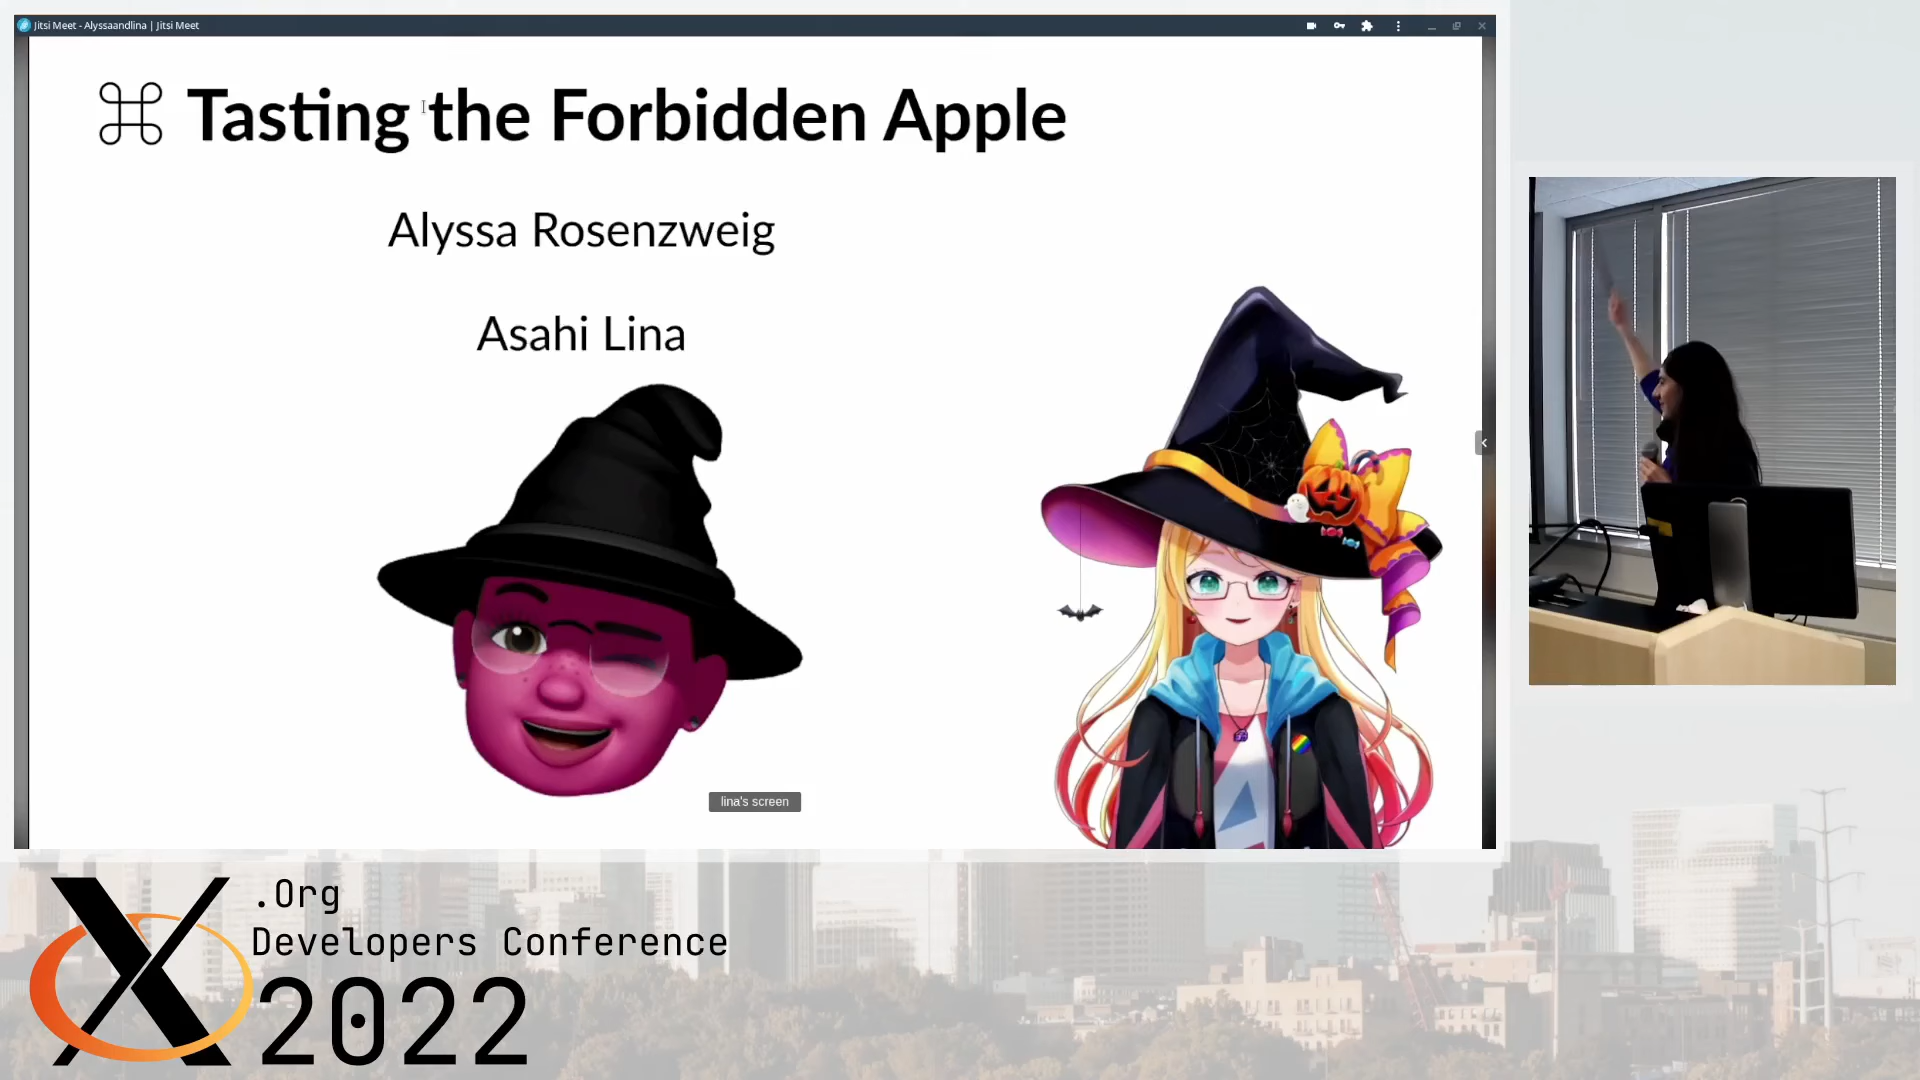 Jitsi Meet - Alyssaandlina | Jitsi Meet
⌘ Tasting the Forbidden Apple
Alyssa Rosenzweig
Asahi Lina
lina's screen
X.Org
Developers Conference
2022